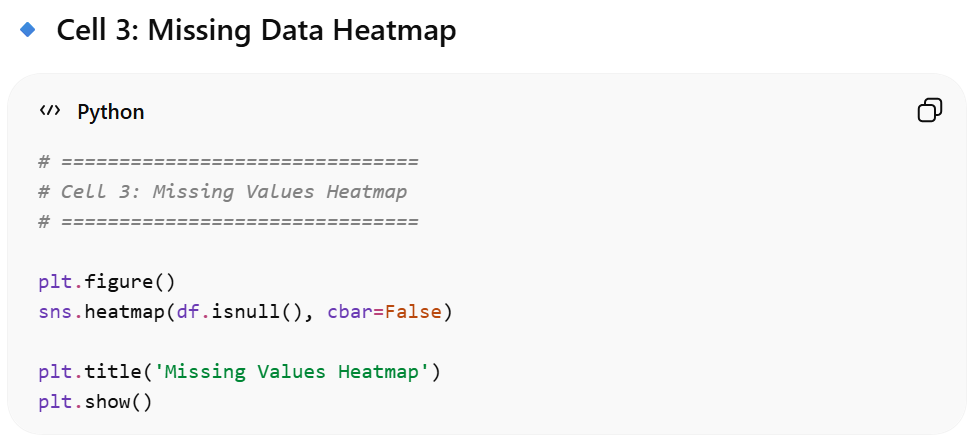 Cell 3: Missing Data Heatmap
Python
# ===============================
# Cell 3: Missing Values Heatmap
# ===============================
plt.figure()
sns.heatmap(df.isnull(), cbar=False)
plt.title('Missing Values Heatmap')
plt.show()